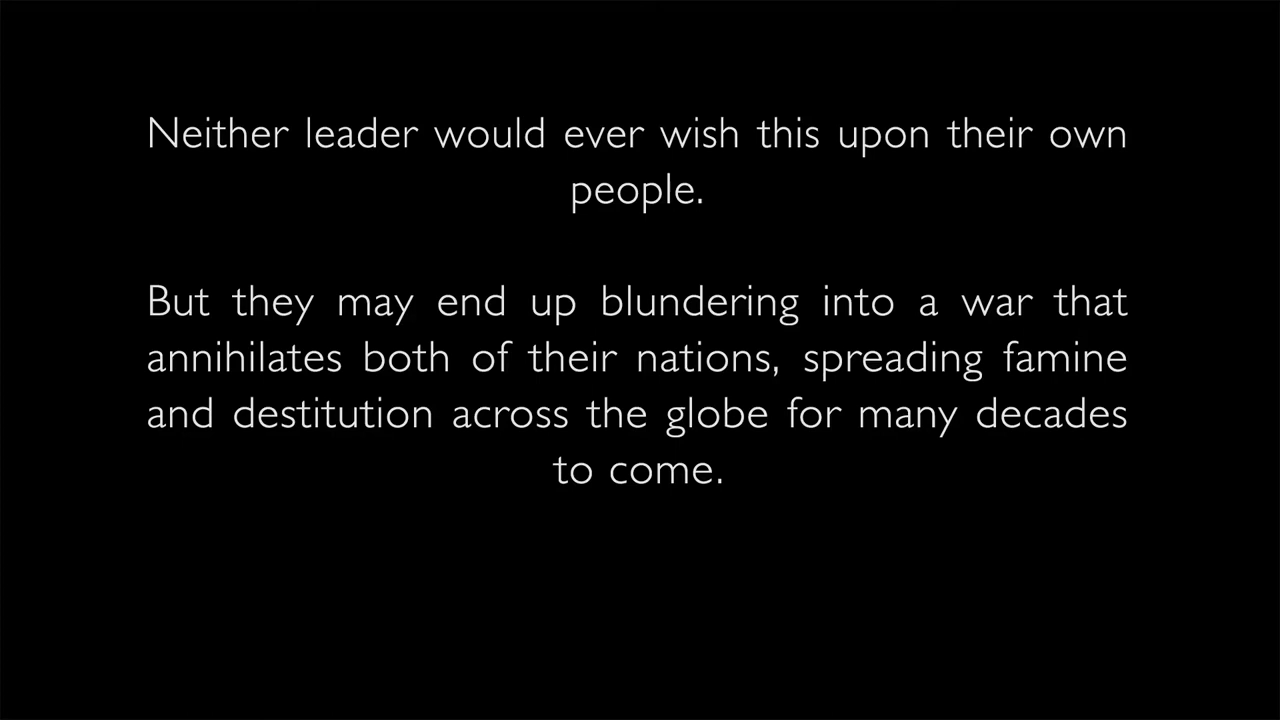 Neither leader would ever wish this upon their own
people.
But they may end up blundering into a war that
annihilates both of their nations, spreading famine
and destitution across the globe for many decades
to come.